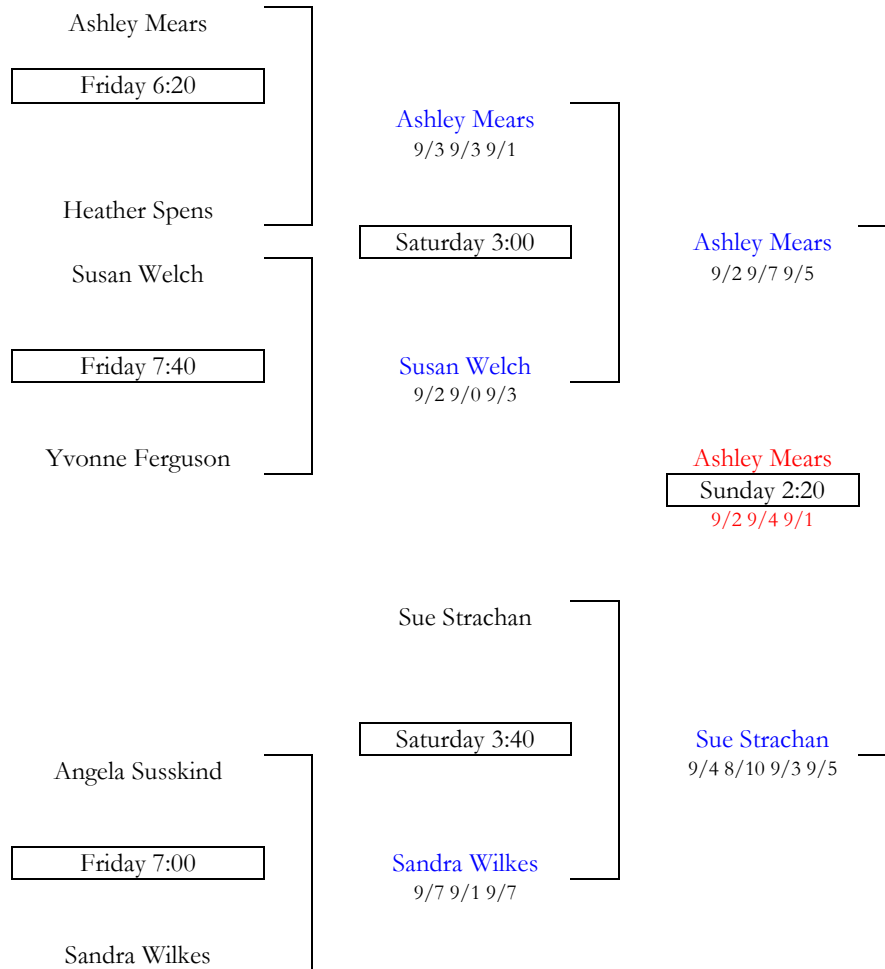 Ashley Mears
Friday 6:20
Heather Spens
Susan Welch
Friday 7:40
Yvonne Ferguson
Angela Susskind
Friday 7:00
Sandra Wilkes
Ashley Mears
9/3 9/3 9/1
Saturday 3:00
Susan Welch
9/2 9/0 9/3
Sue Strachan
Saturday 3:40
Sandra Wilkes
9/7 9/1 9/7
Ashley Mears
9/2 9/7 9/5
Ashley Mears
Sunday 2:20
9/2 9/4 9/1
Sue Strachan
9/4 8/10 9/3 9/5